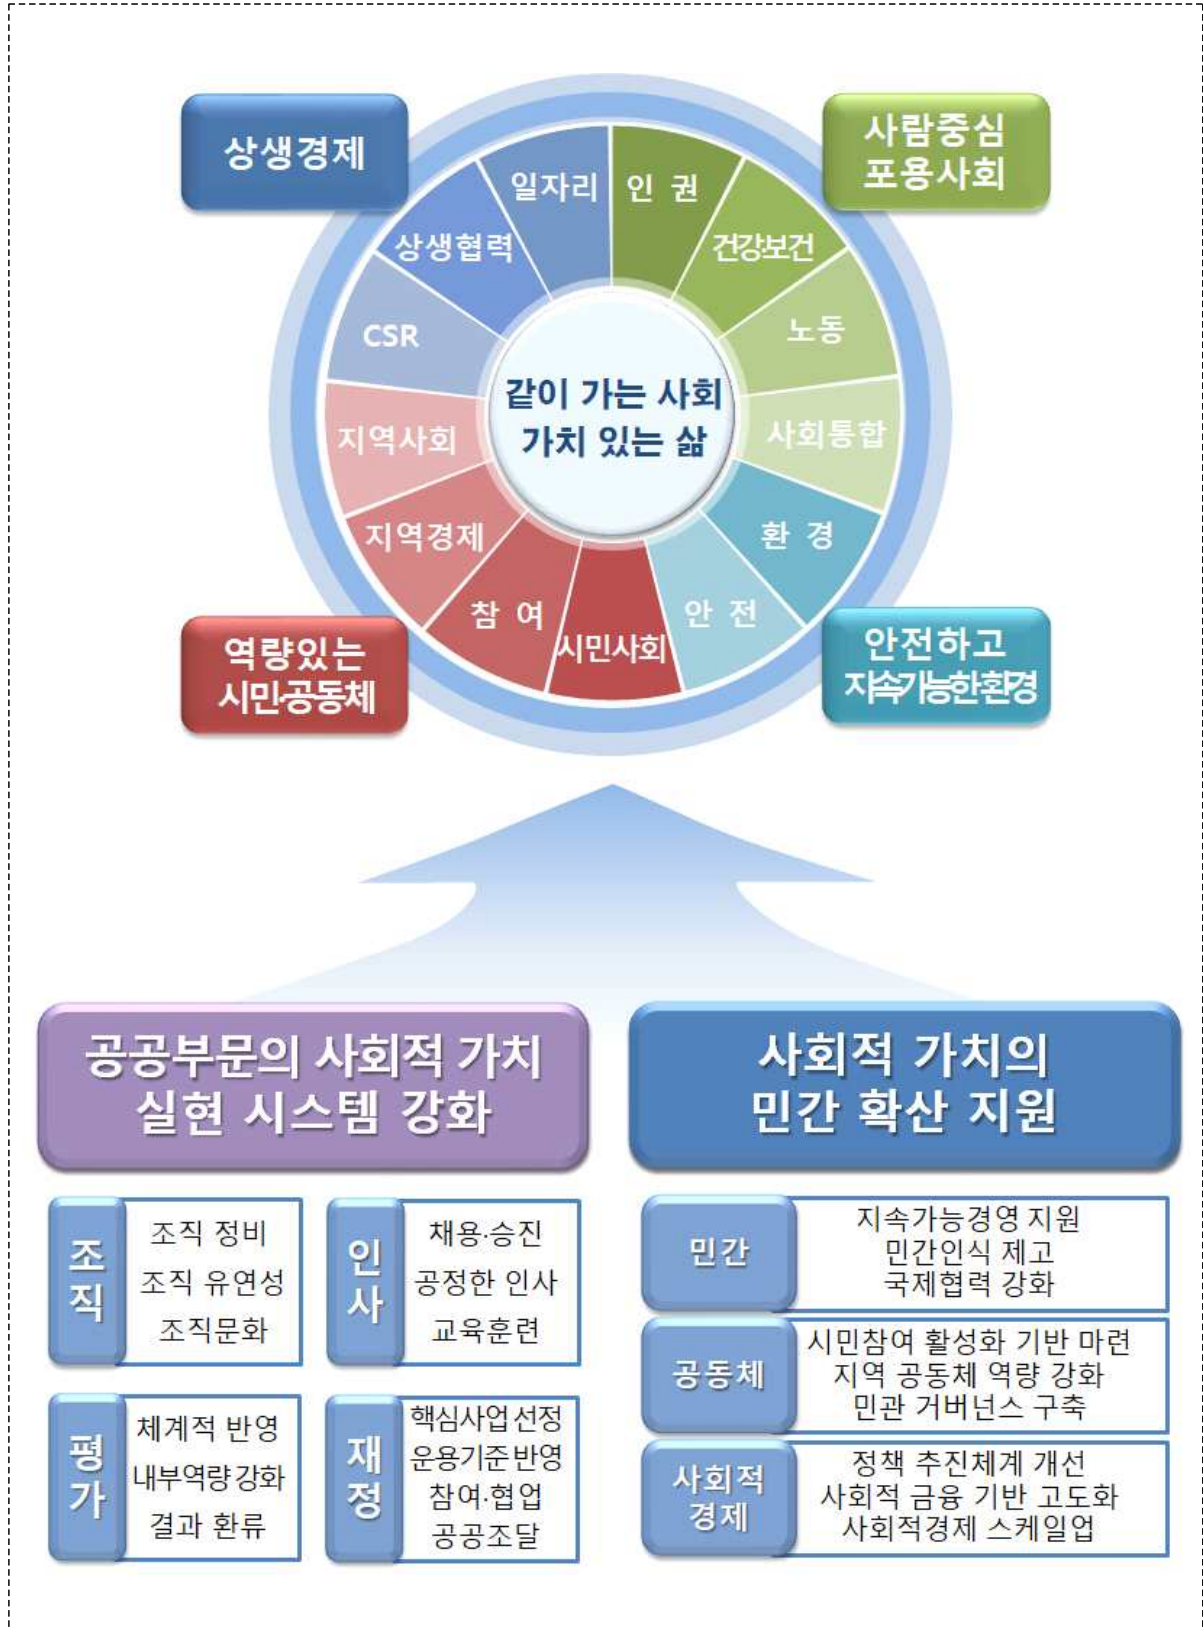 상생경제
사람중심
포용사회
일자리
인 권
상생협력
건강·보건
CSR
노동
같이 가는 사회
가치 있는 삶
지역사회
사회통합
지역경제
환 경
참 여
시민사회
안 전
역량있는
시민·공동체
안전하고
지속가능한 환경
공공부문의 사회적 가치
실현 시스템 강화
조직
조직 정비
조직 유연성
조직문화
인사
채용·승진
공정한 인사
교육훈련
평가
체계적 반영
내부역량 강화
결과 환류
재정
핵심사업 선정
운용기준 반영
참여·협업
공공조달
사회적 가치의
민간 확산 지원
민간
지속가능경영 지원
민간인식 제고
국제협력 강화
공동체
시민참여 활성화 기반 마련
지역 공동체 역량 강화
민관 거버넌스 구축
사회적
경제
정책 추진체계 개선
사회적 금융 기반 고도화
사회적경제 스케일업